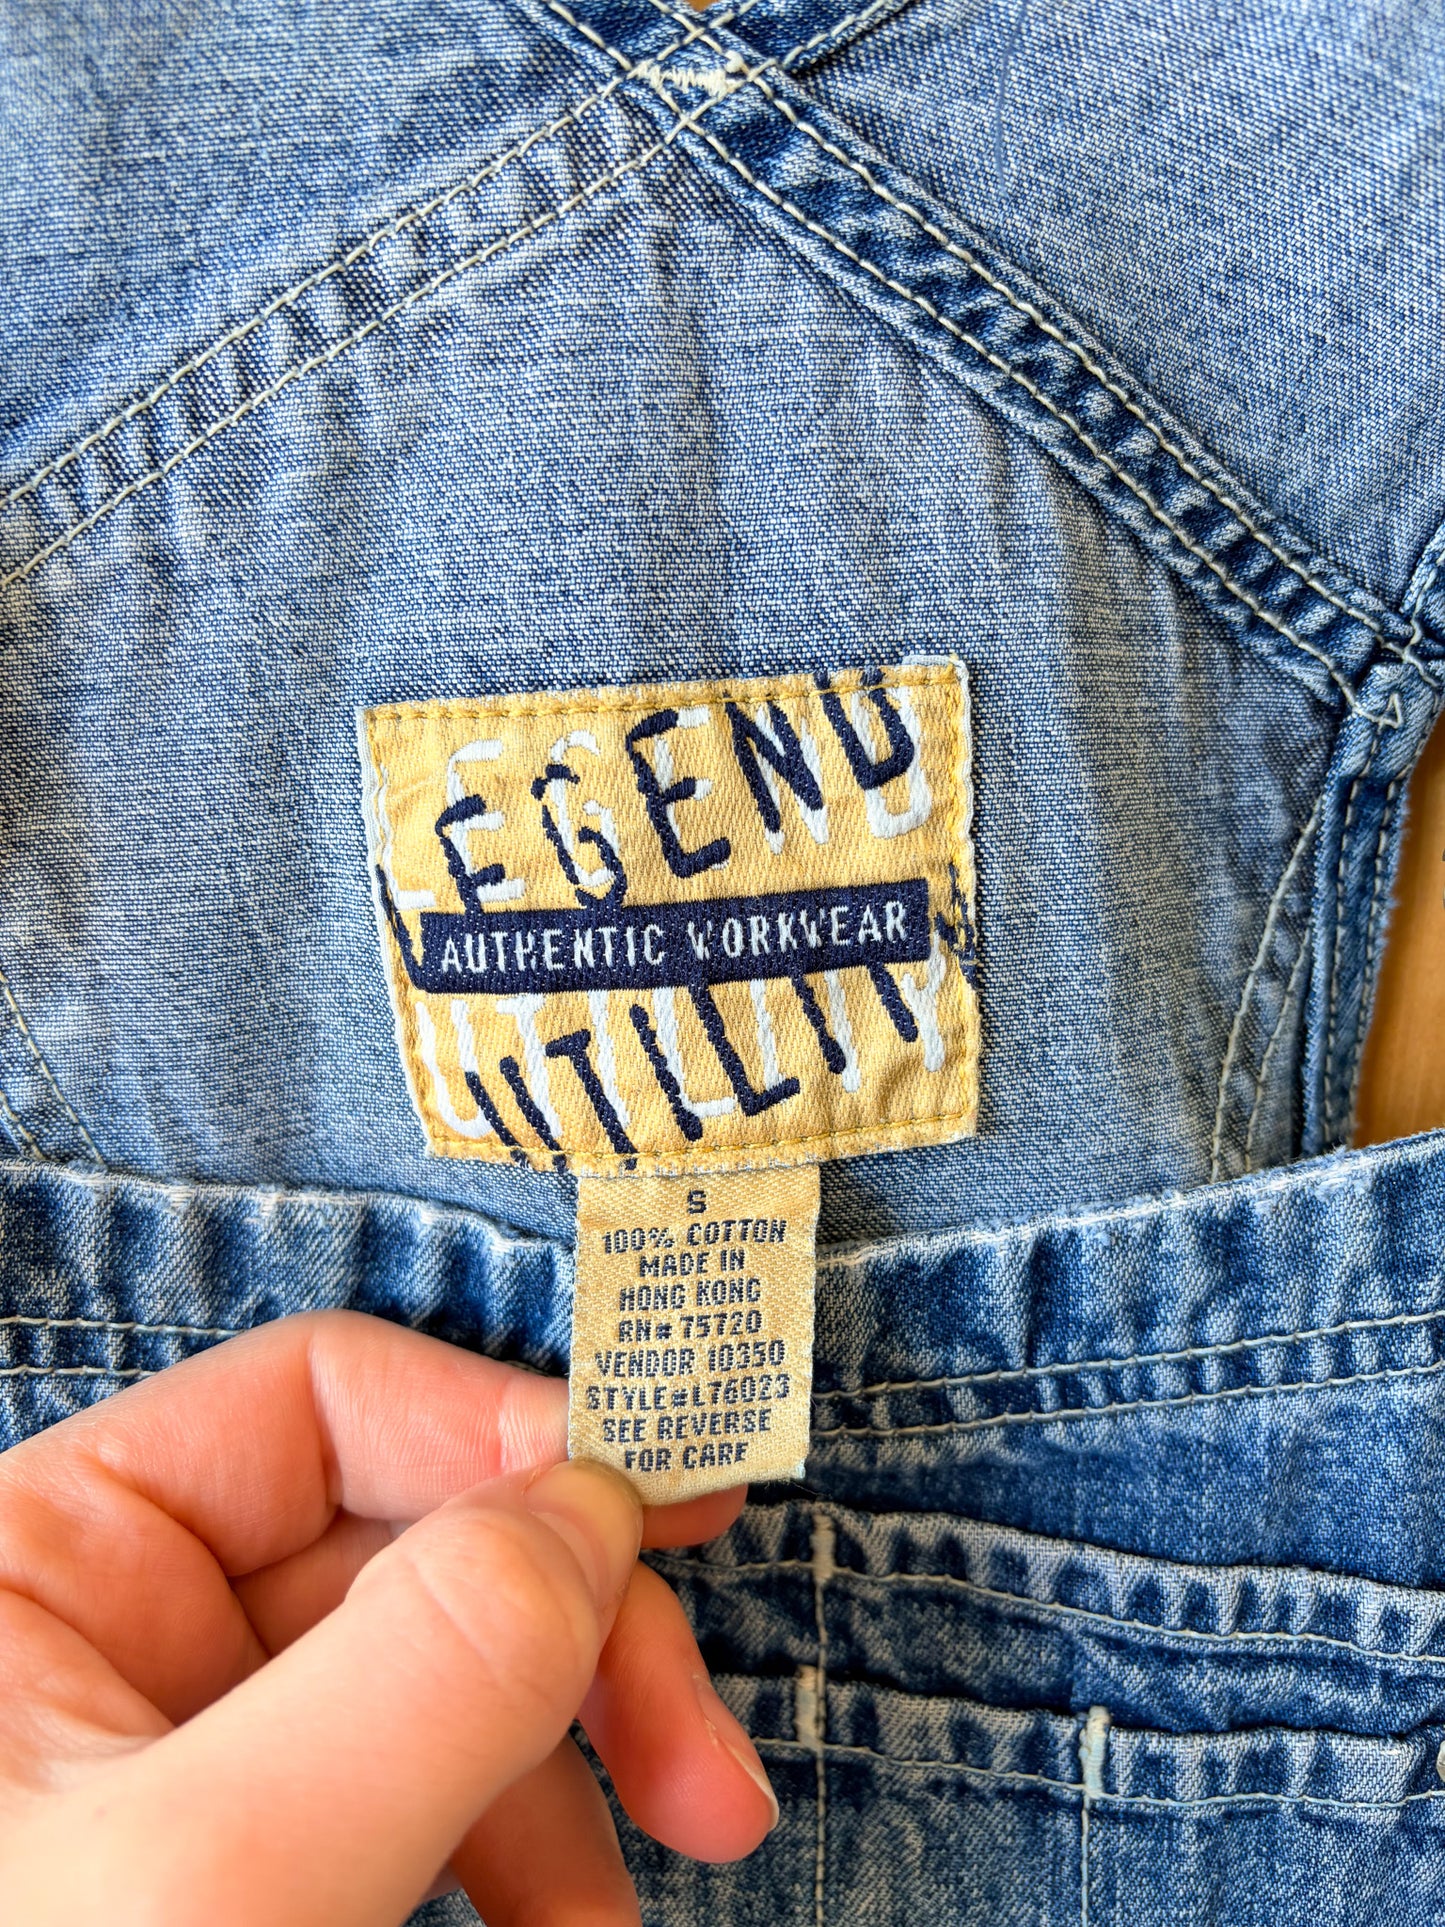 LEGEND
AUTHENTIC WORKWEAR
UTILITY
S
100% COTTON
MADE IN
HONG KONG
RN# 75720
VENDOR 10350
STYLE#L76023
SEE REVERSE
FOR CARE